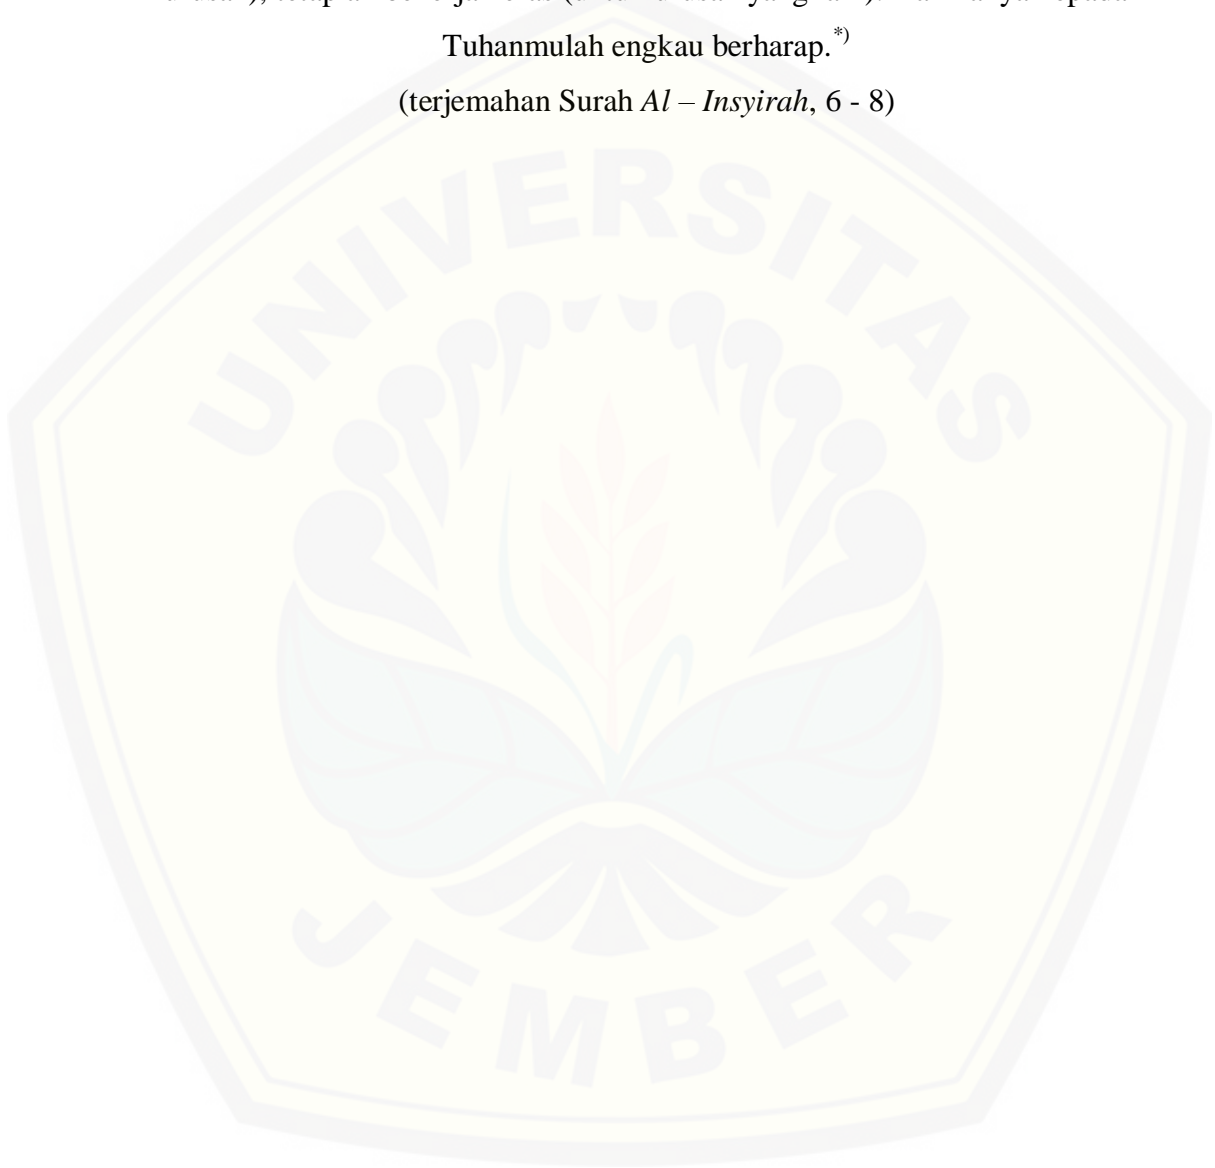 Tuhanmulah engkau berharap.*)
(terjemahan Surah Al – Insyirah, 6 - 8)
UNIVERSITAS
JEMBER